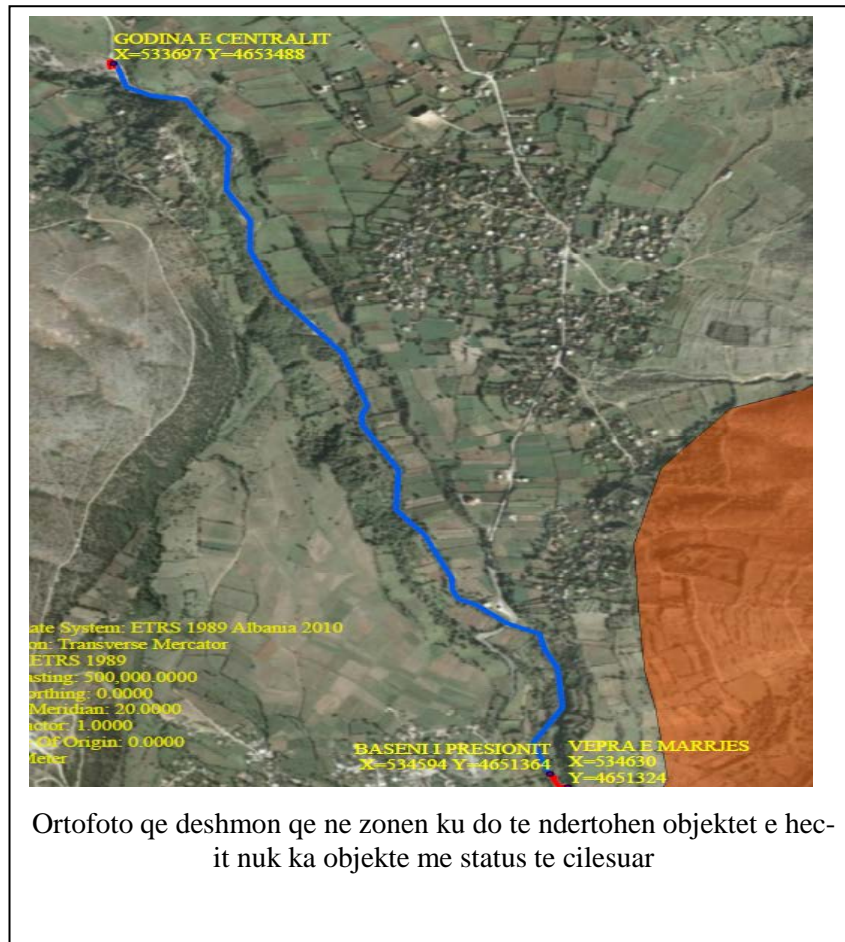 GODINA E CENTRALIT
X=533697 Y=4653488
ate System: ETRS 1989 Albania 2010
on: Transverse Mercator
ETRS 1989
asting: 500,000.0000
orthing: 0.0000
Meridian: 20.0000
actor: 1.0000
Of Origin: 0.0000
Meter
BASENI I PRESIONIT
X=534594 Y=4651364
VEPRA E MARRJES
X=534630
Y=4651324
Ortofoto qe deshmon qe ne zonen ku do te ndertohen objektet e hec-
it nuk ka objekte me status te cilesuar